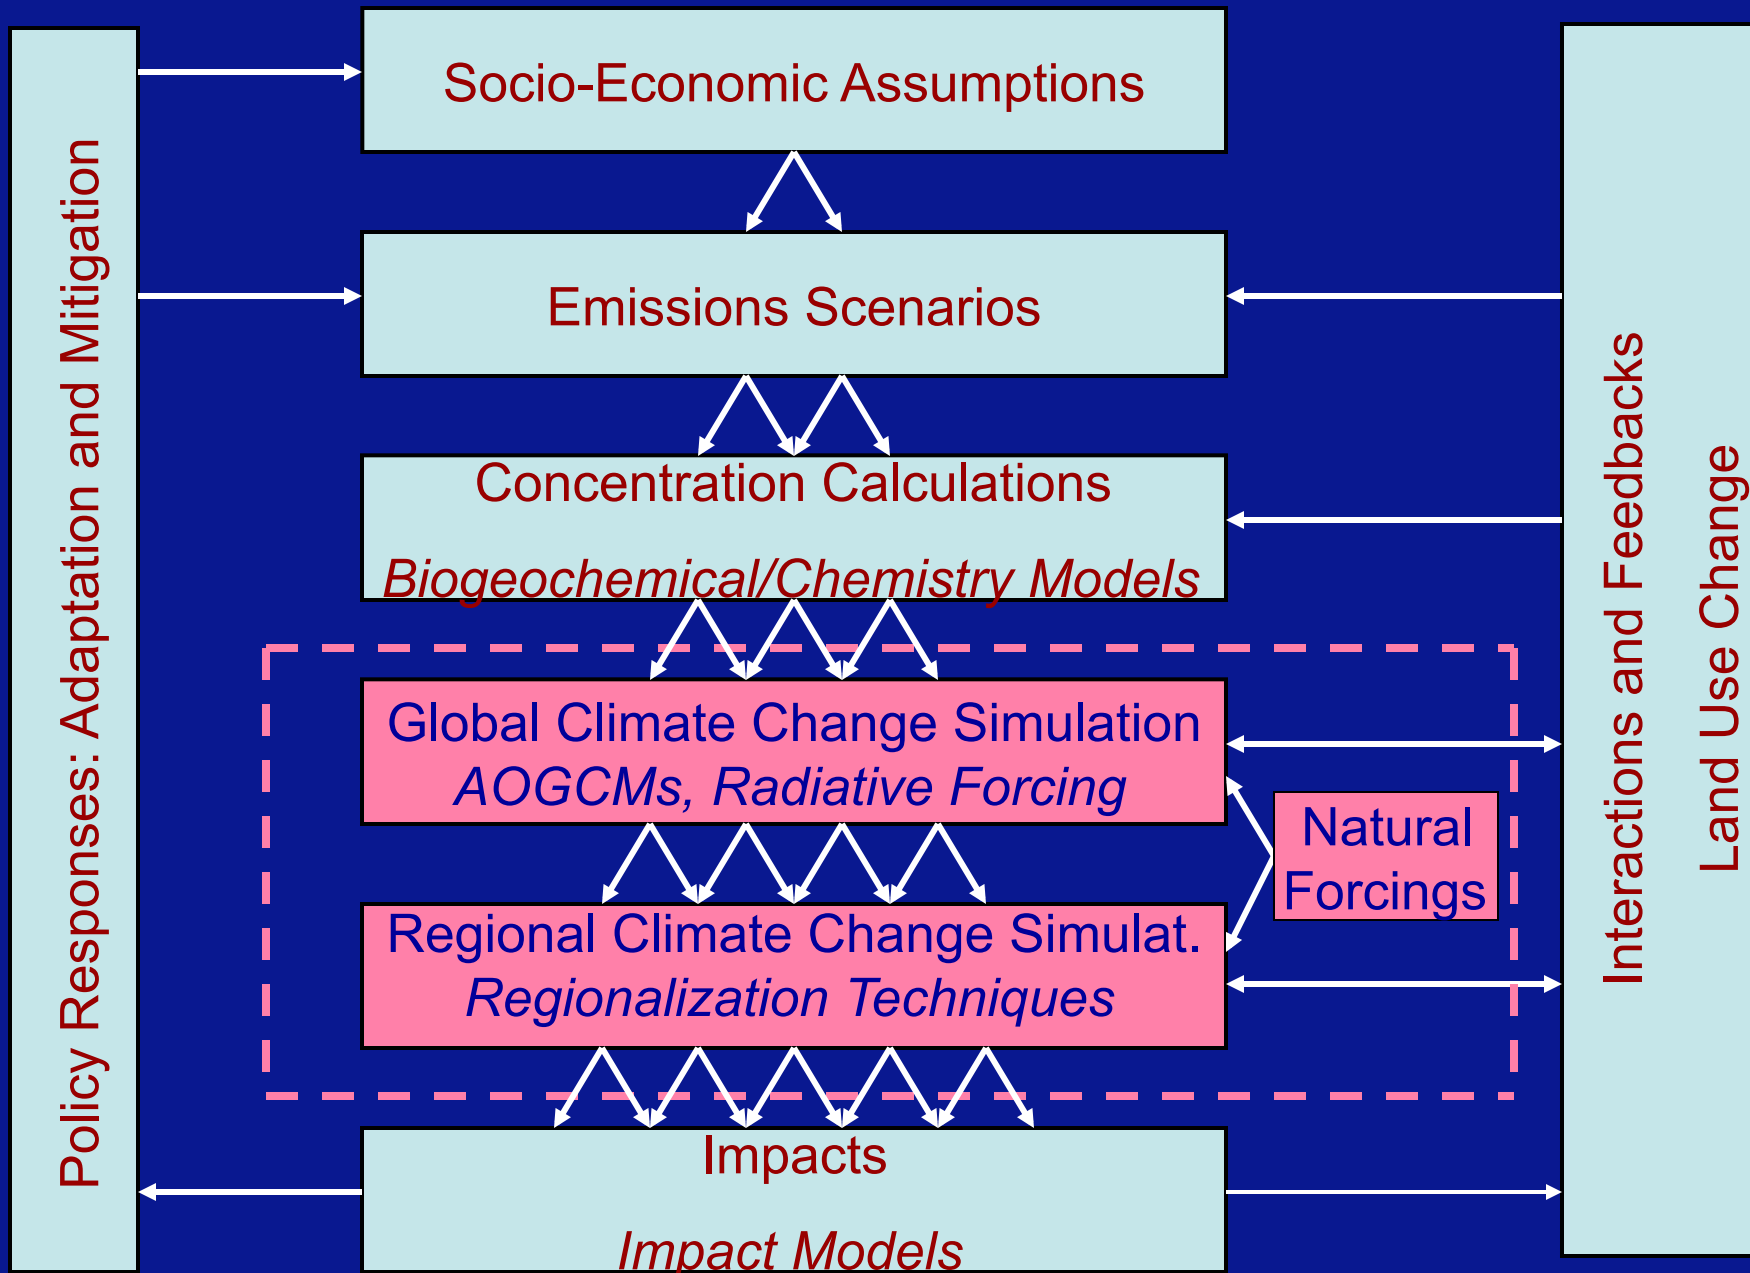 Policy Responses: Adaptation and Mitigation
Socio-Economic Assumptions
Emissions Scenarios
Concentration Calculations
Biogeochemical/Chemistry Models
Global Climate Change Simulation
AOGCMs, Radiative Forcing
Natural
Forcings
Regional Climate Change Simulat.
Regionalization Techniques
Impacts
Impact Models
Interactions and Feedbacks
Land Use Change